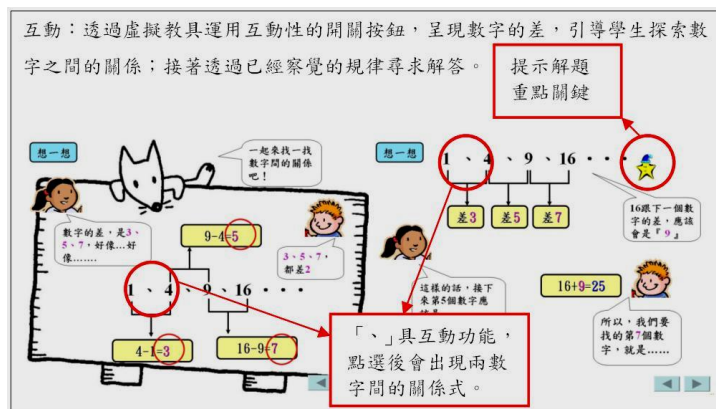 互動：透過虛擬教具運用互動性的開關按鈕，呈現數字的差，引導學生探索數
字之間的關係；接著透過已經察覺的規律尋求解答。
提示解題
重點關鍵
想一想
一起來找一找
數字間的關係
吧！
數字的差，是3、
5、7，好像…好
像……
9-4=5
3、5、7，
都差2
1、4、9、16・・・
4-1=3
16-9=7
想一想
1、4、9、16・・・
差3
差5
差7
16跟下一個數
字的差，應該
會是『9』
這樣的話，接下
來第5個數字應
16+9=25
所以，我們要
找的第7個數
字，就是……
「、」具互動功能，
點選後會出現兩數
字間的關係式。